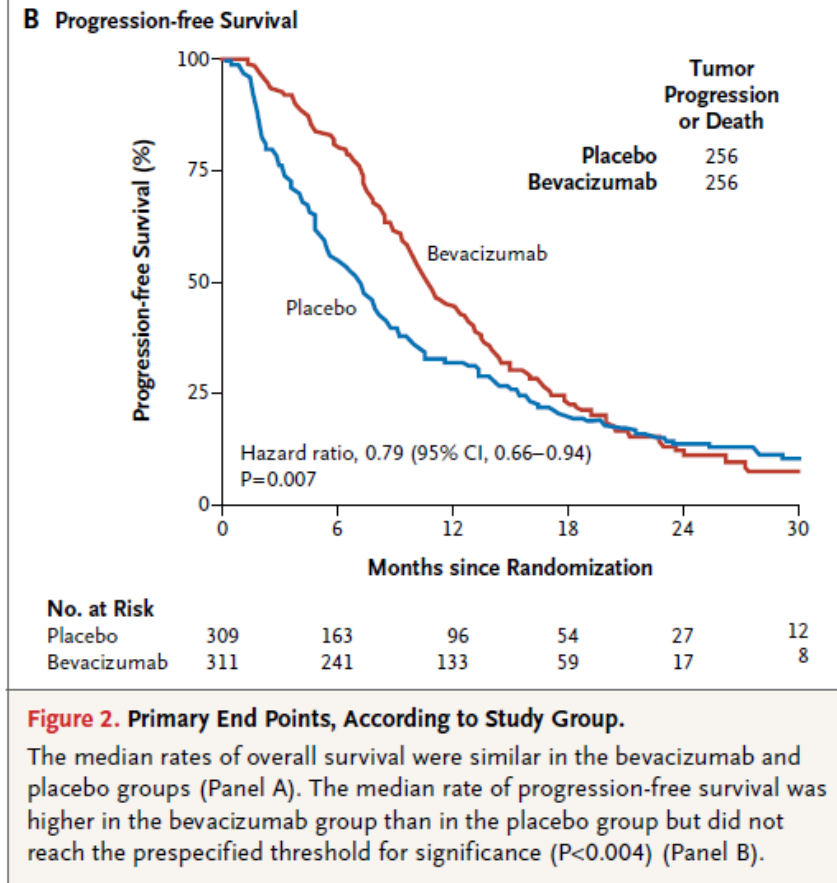 B Progression-free Survival
100
75
50
25
0
Progression-free Survival (%)
Tumor
Progression
or Death
Placebo 256
Bevacizumab 256
Bevacizumab
Placebo
Hazard ratio, 0.79 (95% CI, 0.66–0.94)
P=0.007
0 6 12 18 24 30
Months since Randomization
No. at Risk
Placebo 309 163 96 54 27 12
Bevacizumab 311 241 133 59 17 8
Figure 2. Primary End Points, According to Study Group.
The median rates of overall survival were similar in the bevacizumab and
placebo groups (Panel A). The median rate of progression-free survival was
higher in the bevacizumab group than in the placebo group but did not
reach the prespecified threshold for significance (P<0.004) (Panel B).